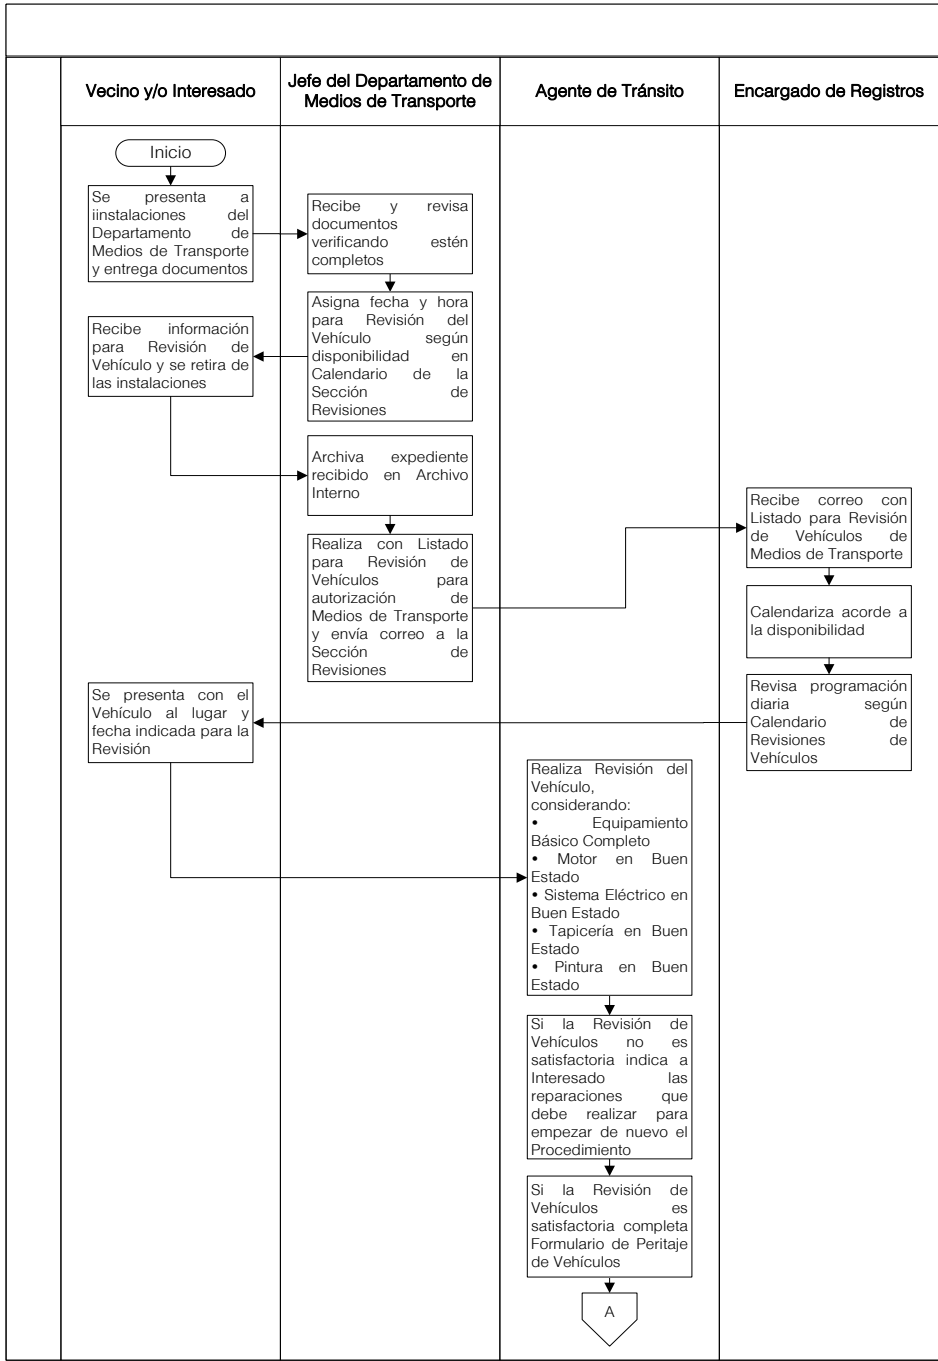 Vecino y/o Interesado
Jefe del Departamento de
Medios de Transporte
Agente de Tránsito
Encargado de Registros
Inicio
Se presenta a
iinstalaciones del
Departamento de
Medios de Transporte
y entrega documentos
Recibe y revisa
documentos
verificando estén
completos
Asigna fecha y hora
para Revisión del
Vehículo según
disponibilidad en
Calendario de la
Sección de
Revisiones
Recibe información
para Revisión de
Vehículo y se retira de
las instalaciones
Archiva expediente
recibido en Archivo
Interno
Realiza con Listado
para Revisión de
Vehículos para
autorización de
Medios de Transporte
y envía correo a la
Sección de
Revisiones
Recibe correo con
Listado para Revisión
de Vehículos de
Medios de Transporte
Calendariza acorde a
la disponibilidad
Revisa programación
diaria según
Calendario de
Revisiones de
Vehículos
Se presenta con el
Vehículo al lugar y
fecha indicada para la
Revisión
Realiza Revisión del
Vehículo,
considerando:
• Equipamiento
Básico Completo
• Motor en Buen
Estado
• Sistema Eléctrico en
Buen Estado
• Tapicería en Buen
Estado
• Pintura en Buen
Estado
Si la Revisión de
Vehículos no es
satisfactoria indica a
Interesado las
reparaciones que
debe realizar para
empezar de nuevo el
Procedimiento
Si la Revisión de
Vehículos es
satisfactoria completa
Formulario de Peritaje
de Vehículos
A